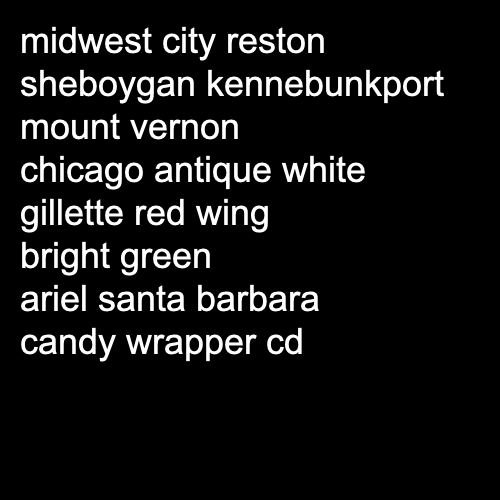 midwest city reston
sheboygan kennebunkport
mount vernon
chicago antique white
gillette red wing
bright green
ariel santa barbara
candy wrapper cd